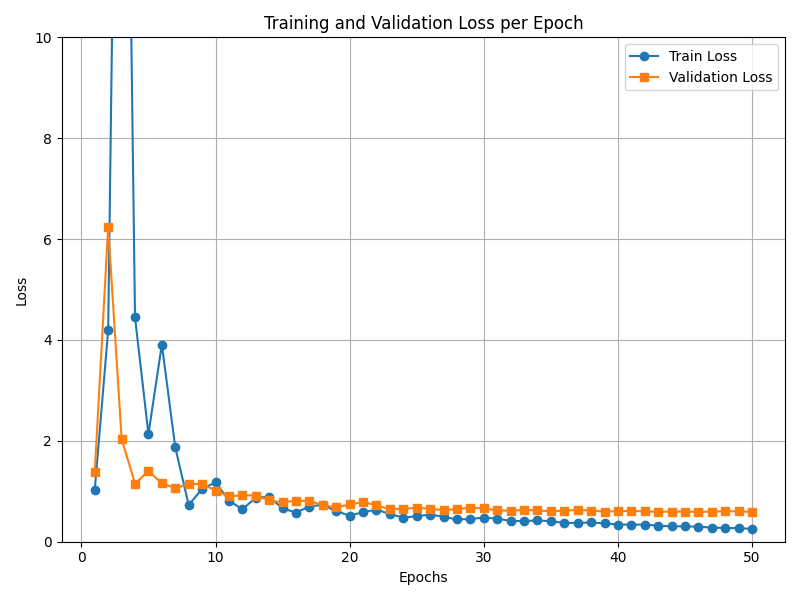 Training and Validation Loss per Epoch
Train Loss
Validation Loss
10
8
6
4
2
0
Loss
0 10 20 30 40 50
Epochs